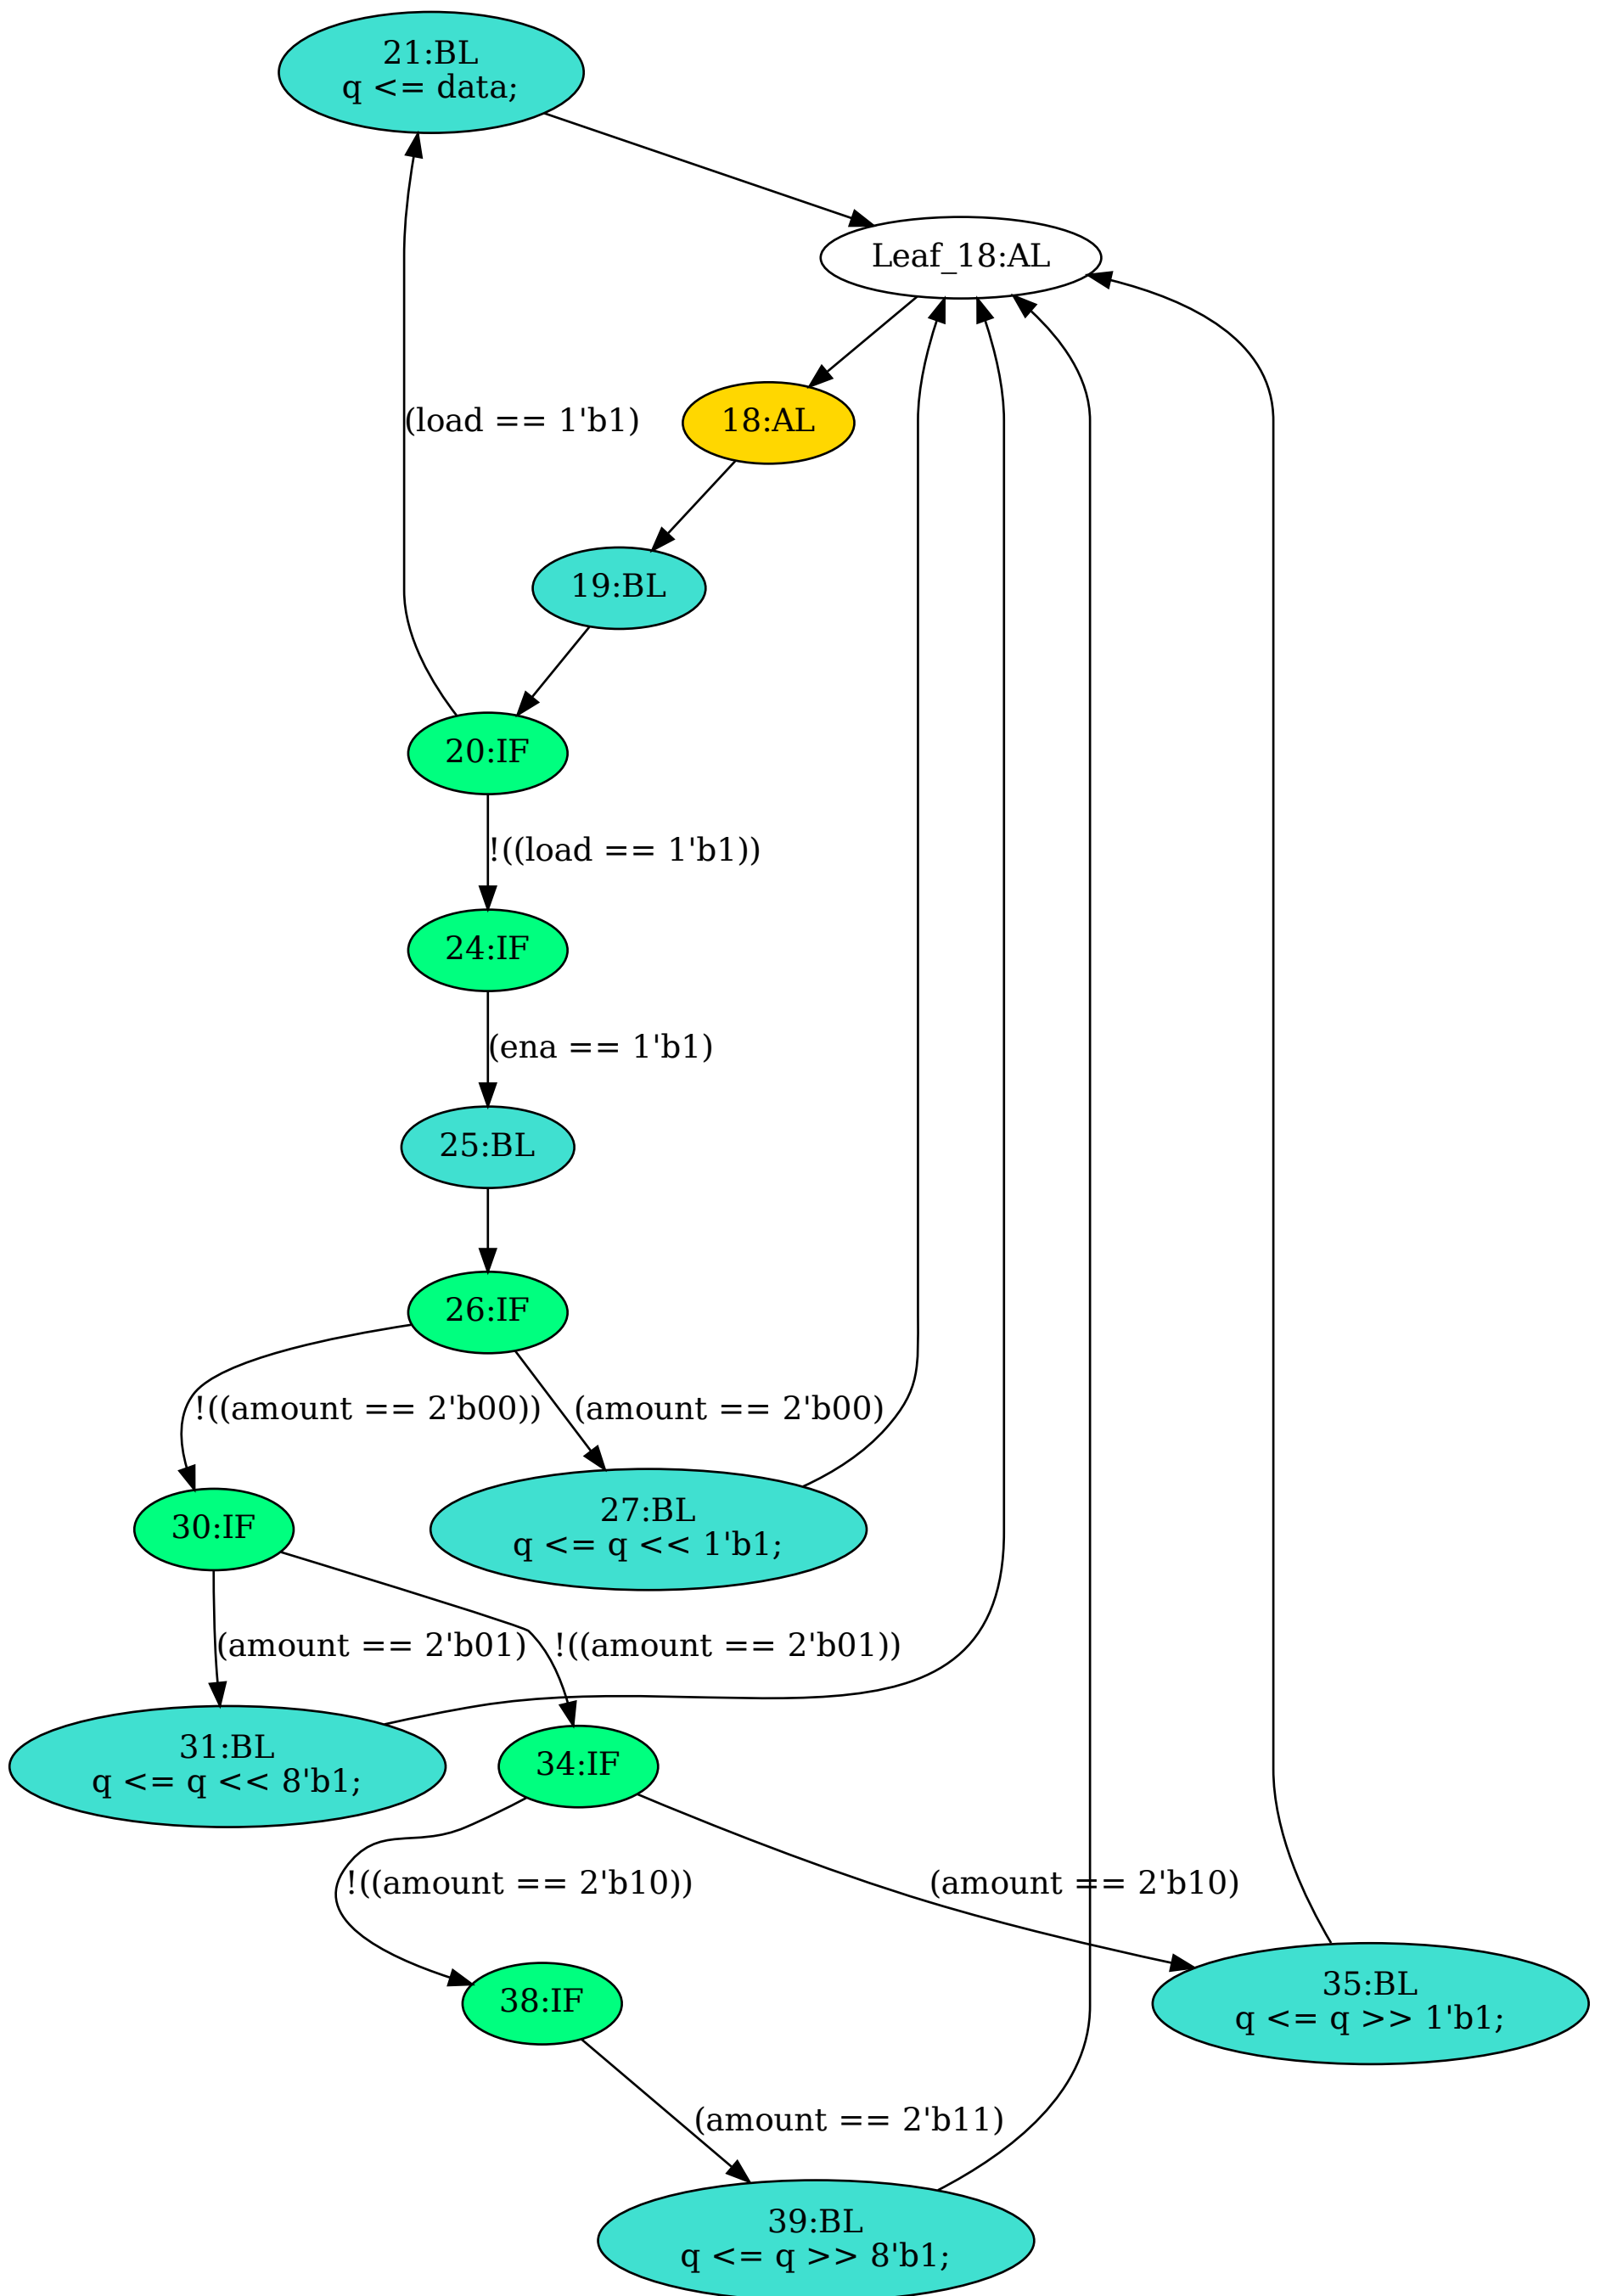 21:BL
q <= data;
Leaf_18:AL
(load == 1'b1)
18:AL
19:BL
20:IF
!((load == 1'b1))
24:IF
(ena == 1'b1)
25:BL
26:IF
!((amount == 2'b00))
(amount == 2'b00)
27:BL
q <= q << 1'b1;
30:IF
(amount == 2'b01)
!((amount == 2'b01))
31:BL
q <= q << 8'b1;
34:IF
!((amount == 2'b10))
(amount == 2'b10)
38:IF
35:BL
q <= q >> 1'b1;
(amount == 2'b11)
39:BL
q <= q >> 8'b1;